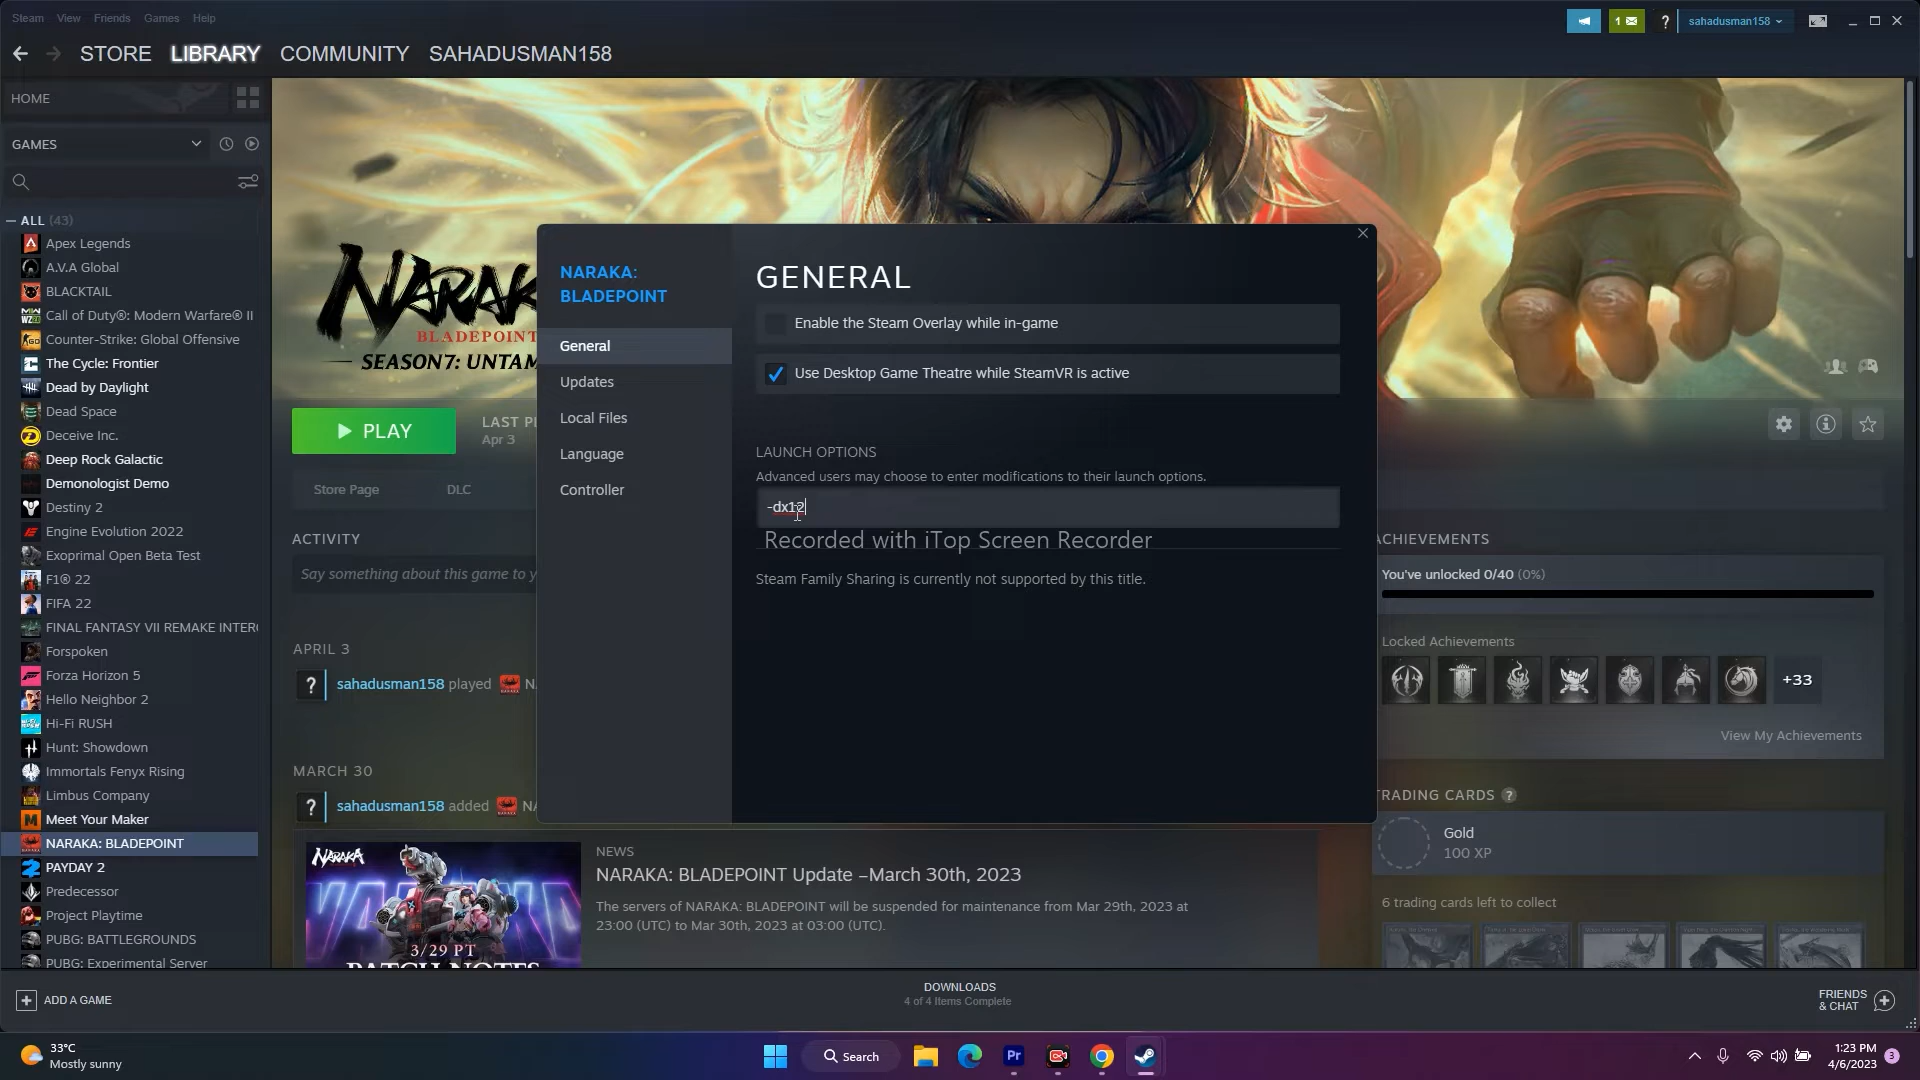 Steam View Friends Games Help
1
?
sahadusman158
STORE LIBRARY COMMUNITY SAHADUSMAN158
HOME
GAMES
ALL (43)
Apex Legends
A.V.A Global
BLACKTAIL
Call of Duty®: Modern Warfare® II
Counter-Strike: Global Offensive
The Cycle: Frontier
Dead by Daylight
Dead Space
Deceive Inc.
Deep Rock Galactic
Demonologist Demo
Destiny 2
Engine Evolution 2022
Exoprimal Open Beta Test
F1® 22
FIFA 22
FINAL FANTASY VII REMAKE INTER
Forspoken
Forza Horizon 5
Hello Neighbor 2
Hi-Fi RUSH
Hunt: Showdown
Immortals Fenyx Rising
Limbus Company
Meet Your Maker
NARAKA: BLADEPOINT
PAYDAY 2
Predecessor
Project Playtime
PUBG: BATTLEGROUNDS
PUBG: Experimental Server
NARAKA
BLADEPOINT
SEASON7: UNTAM
PLAY
LAST PL
Apr 3
Store Page DLC
ACTIVITY
Say something about this game to y
APRIL 3
? sahadusman158 played N
MARCH 30
? sahadusman158 added NA
NARAKA
3/29 PT
PATCH NOTES
NEWS
NARAKA: BLADEPOINT Update –March 30th, 2023
The servers of NARAKA: BLADEPOINT will be suspended for maintenance from Mar 29th, 2023 at
23:00 (UTC) to Mar 30th, 2023 at 03:00 (UTC).
NARAKA:
BLADEPOINT
General
Updates
Local Files
Language
Controller
GENERAL
Enable the Steam Overlay while in-game
Use Desktop Game Theatre while SteamVR is active
LAUNCH OPTIONS
Advanced users may choose to enter modifications to their launch options.
-dx12
Recorded with iTop Screen Recorder
Steam Family Sharing is currently not supported by this title.
ACHIEVEMENTS
You've unlocked 0/40 (0%)
Locked Achievements
+33
View My Achievements
TRADING CARDS ?
Gold
100 XP
6 trading cards left to collect
ADD A GAME
DOWNLOADS
4 of 4 Items Complete
FRIENDS
& CHAT
33°C
Mostly sunny
Search
Pr
1:23 PM
4/6/2023
3